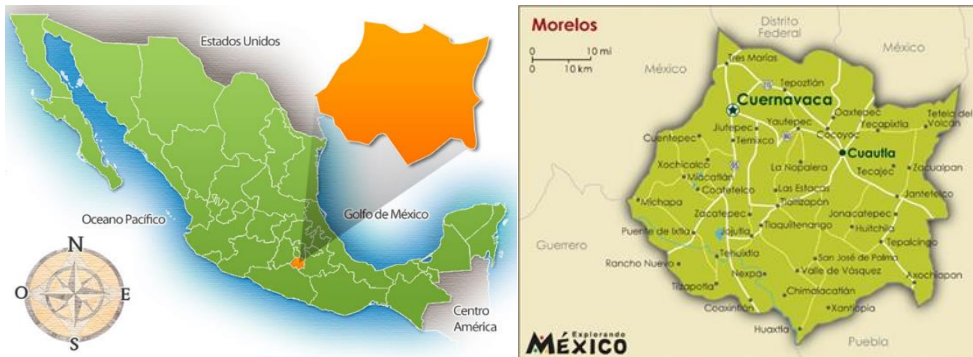 Estados Unidos
Golfo de México
Oceano Pacífico
Centro
América
N
O
E
S
Morelos
0 10 mi
0 10 km
Distrito
Federal
México
México
Tres Marías
Tepoztlán
Cuernavaca
Oaxtepec
Tetela del
Volcán
Jiutepec
Yautepec
Cocoyoc
Yecapixtla
Cuentepec
Temixco
Cuautla
Xochicalco
La Nopalera
Tecajec
Zacualpan
Miacatlán
Coatetelco
Las Estacas
Jantetelco
Michapa
Tlaltizapán
Zacatepec
Jonacatepec
Puente de Ixtla
Jojutla
Tlaquiltenango
Huitchila
Guerrero
Tepalcingo
Tehuixtla
San José de Palma
Rancho Nuevo
Nexpa
Valle de Vásquez
Axochiapan
Tilzapotla
Chimalacatlán
Coaxintlán
Xantiapia
Huaxtla
Puebla
Explorando
MÉXICO